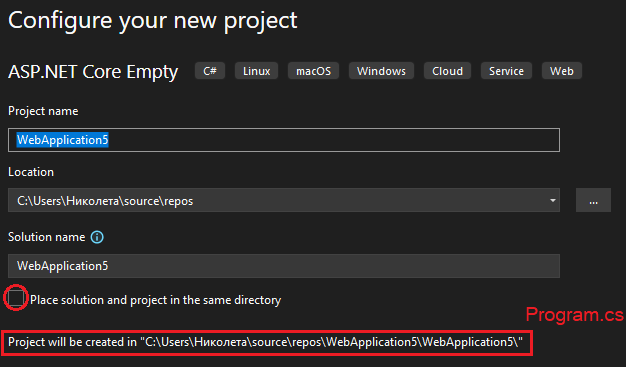 Configure your new project
ASP.NET Core Empty C# Linux macOS Windows Cloud Service Web
Project name
WebApplication5
Location
C:\Users\Николета\source\repos
...
Solution name
WebApplication5
Place solution and project in the same directory
Program.cs
Project will be created in "C:\Users\Николета\source\repos\WebApplication5\WebApplication5\"